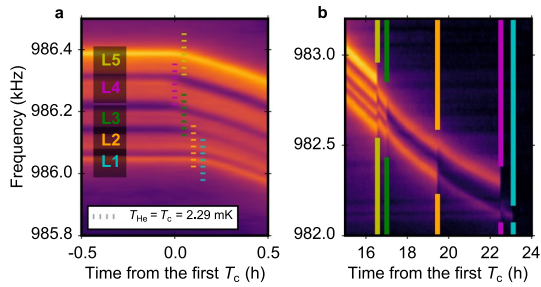 a
b
Frequency (kHz)
986.4
986.2
986.0
985.8
L5
L4
L3
L2
L1
T_He = T_c = 2.29 mK
-0.5
0.0
0.5
Time from the first T_c (h)
983.0
982.5
982.0
16
18
20
22
24
Time from the first T_c (h)